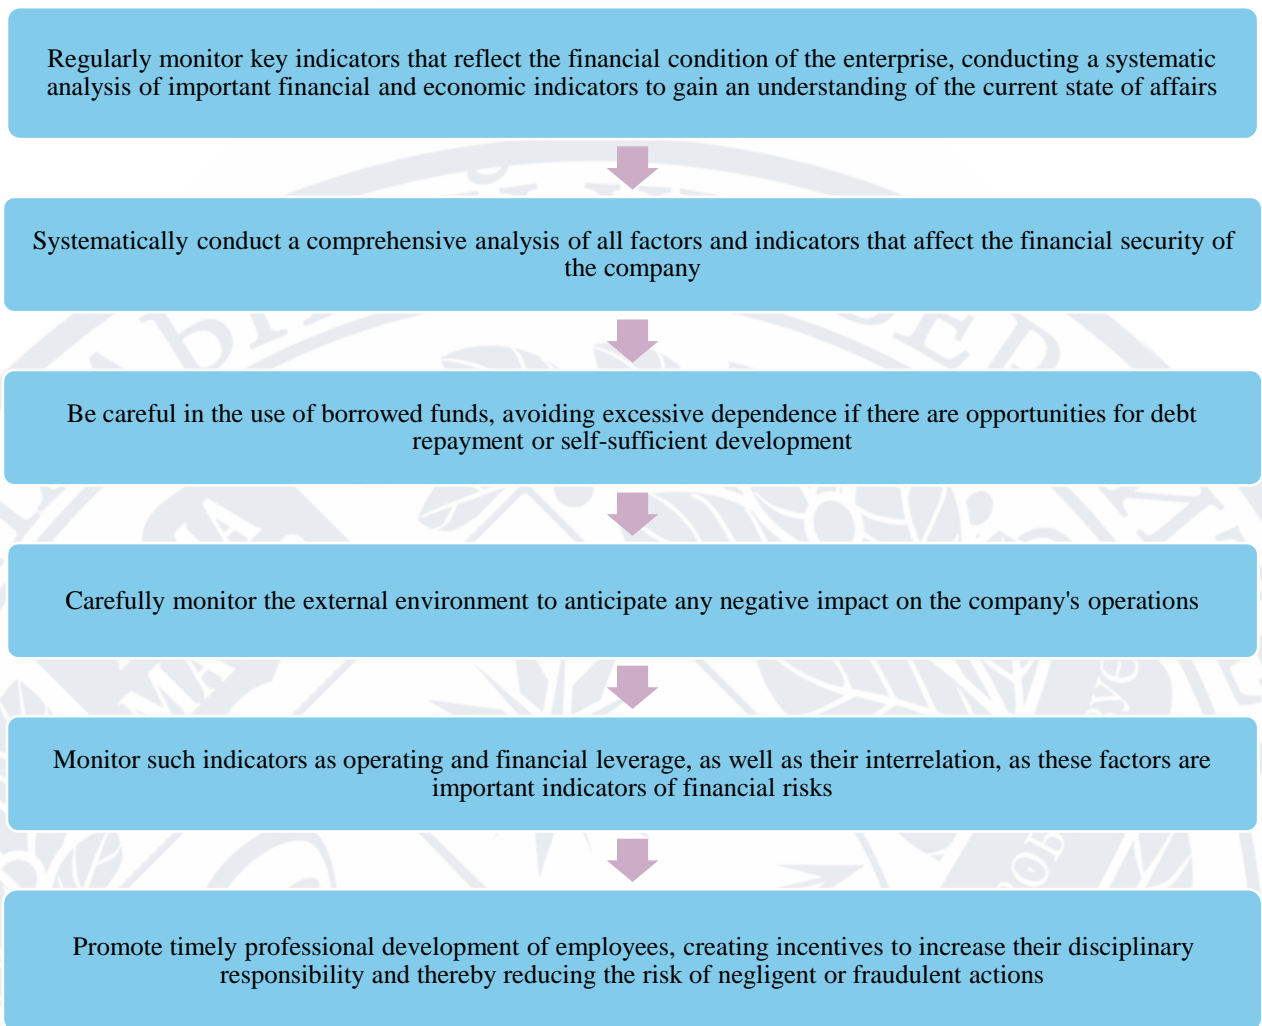 Regularly monitor key indicators that reflect the financial condition of the enterprise, conducting a systematic
analysis of important financial and economic indicators to gain an understanding of the current state of affairs
Systematically conduct a comprehensive analysis of all factors and indicators that affect the financial security of
the company
Be careful in the use of borrowed funds, avoiding excessive dependence if there are opportunities for debt
repayment or self-sufficient development
Carefully monitor the external environment to anticipate any negative impact on the company's operations
Monitor such indicators as operating and financial leverage, as well as their interrelation, as these factors are
important indicators of financial risks
Promote timely professional development of employees, creating incentives to increase their disciplinary
responsibility and thereby reducing the risk of negligent or fraudulent actions